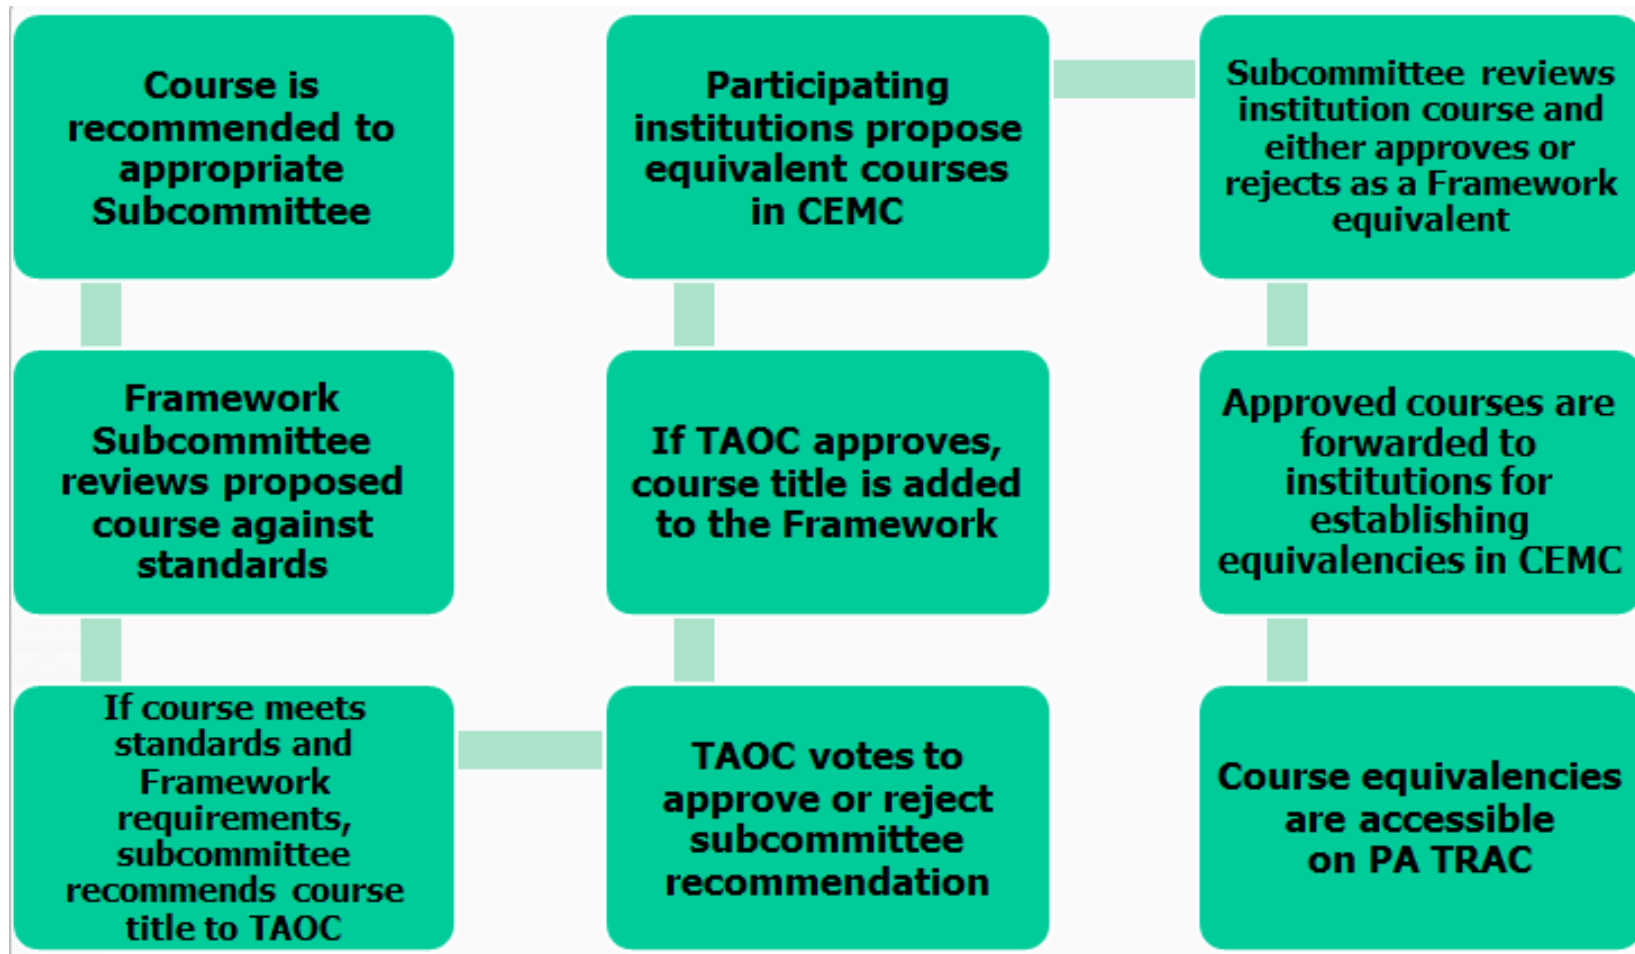 Course is
recommended to
appropriate
Subcommittee
Framework
Subcommittee
reviews proposed
course against
standards
If course meets
standards and
Framework
requirements,
subcommittee
recommends course
title to TAOC
TAOC votes to
approve or reject
subcommittee
recommendation
If TAOC approves,
course title is added
to the Framework
Participating
institutions propose
equivalent courses
in CEMC
Subcommittee reviews
institution course and
either approves or
rejects as a Framework
equivalent
Approved courses are
forwarded to
institutions for
establishing
equivalencies in CEMC
Course equivalencies
are accessible
on PA TRAC